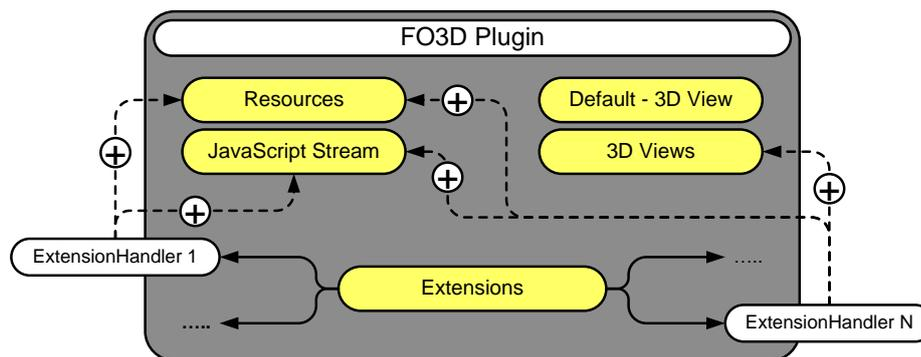 FO3D Plugin
Resources
Default - 3D View
JavaScript Stream
3D Views
ExtensionHandler 1
.....
Extensions
.....
ExtensionHandler N